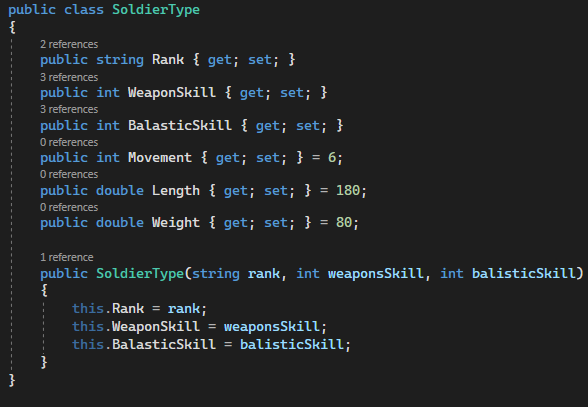 public class SoldierType
{
2 references
public string Rank { get; set; }
3 references
public int WeaponSkill { get; set; }
3 references
public int BalasticSkill { get; set; }
0 references
public int Movement { get; set; } = 6;
0 references
public double Length { get; set; } = 180;
0 references
public double Weight { get; set; } = 80;
1 reference
public SoldierType(string rank, int weaponsSkill, int balisticSkill)
{
this.Rank = rank;
this.WeaponSkill = weaponsSkill;
this.BalasticSkill = balisticSkill;
}
}